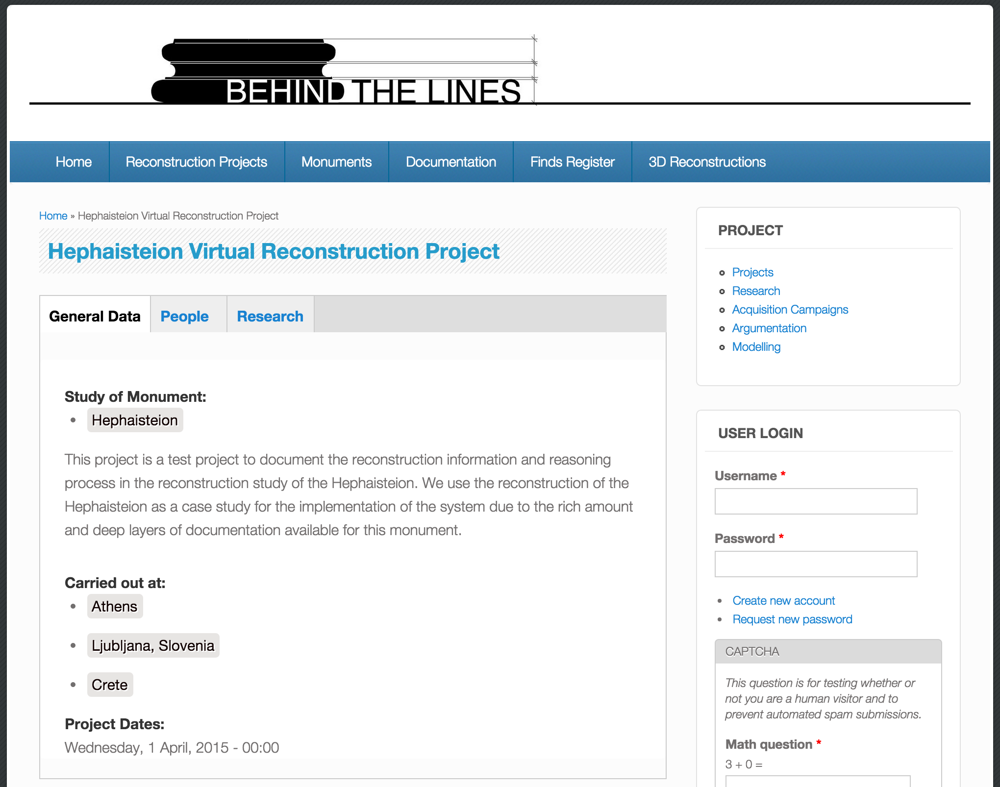 BEHIND THE LINES
Home
Reconstruction Projects
Monuments
Documentation
Finds Register
3D Reconstructions
Home » Hephaisteion Virtual Reconstruction Project
Hephaisteion Virtual Reconstruction Project
General Data
People
Research
Study of Monument:
Hephaisteion
This project is a test project to document the reconstruction information and reasoning
process in the reconstruction study of the Hephaisteion. We use the reconstruction of the
Hephaisteion as a case study for the implementation of the system due to the rich amount
and deep layers of documentation available for this monument.
Carried out at:
Athens
Ljubljana, Slovenia
Crete
Project Dates:
Wednesday, 1 April, 2015 - 00:00
PROJECT
Projects
Research
Acquisition Campaigns
Argumentation
Modelling
USER LOGIN
Username *
Password *
Create new account
Request new password
CAPTCHA
This question is for testing whether or
not you are a human visitor and to
prevent automated spam submissions.
Math question *
3 + 0 =